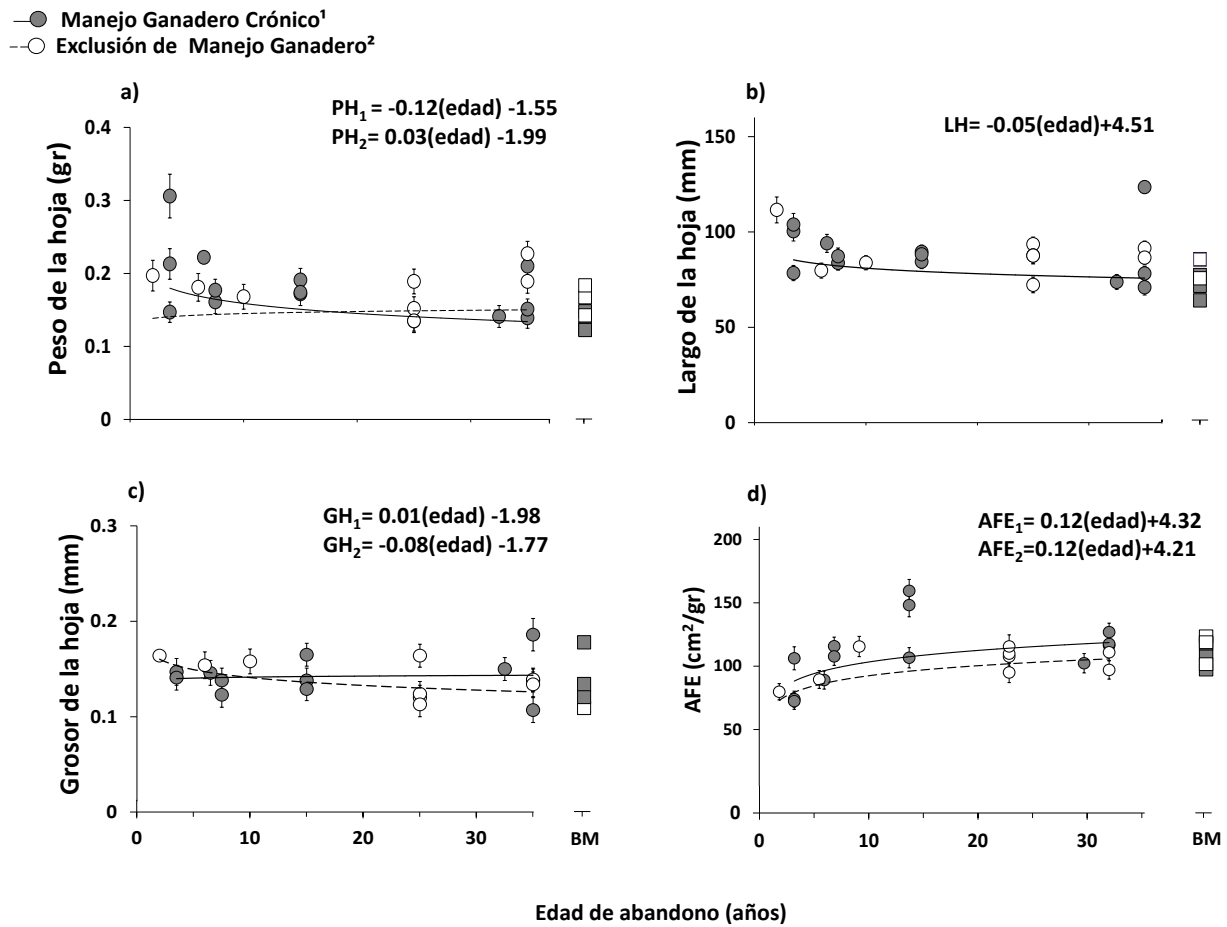 Manejo Ganadero Crónico¹
Exclusión de Manejo Ganadero²
a)
PH₁ = -0.12(edad) -1.55
PH₂ = 0.03(edad) -1.99
Peso de la hoja (gr)
0.4
0.3
0.2
0.1
0
b)
LH= -0.05(edad)+4.51
Largo de la hoja (mm)
150
100
50
0
c)
GH₁= 0.01(edad) -1.98
GH₂= -0.08(edad) -1.77
Grosor de la hoja (mm)
0.3
0.2
0.1
0
0 10 20 30 BM
d)
AFE₁= 0.12(edad)+4.32
AFE₂=0.12(edad)+4.21
AFE (cm²/gr)
200
150
100
50
0
0 10 20 30 BM
Edad de abandono (años)